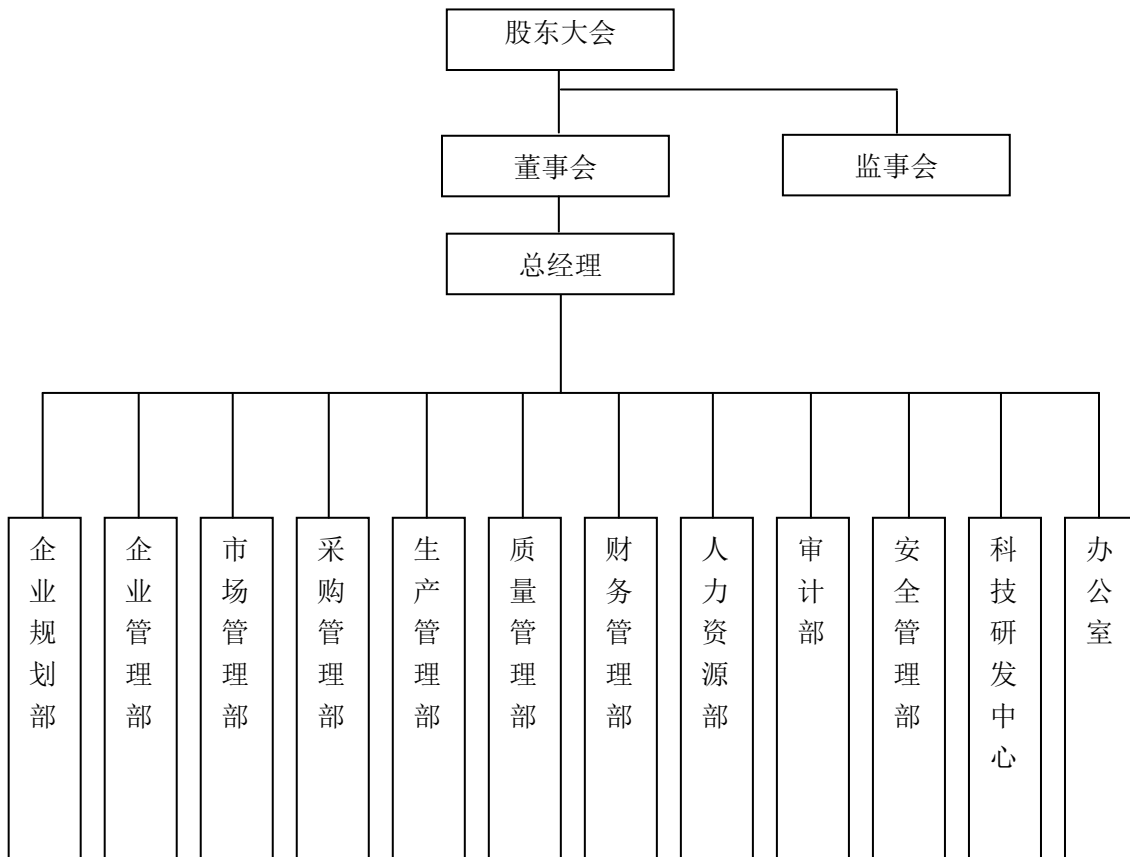 股东大会
董事会
监事会
总经理
企业规划部
企业管理部
市场管理部
采购管理部
生产管理部
质量管理部
财务管理部
人力资源部
审计部
安全管理部
科技研发中心
办公室